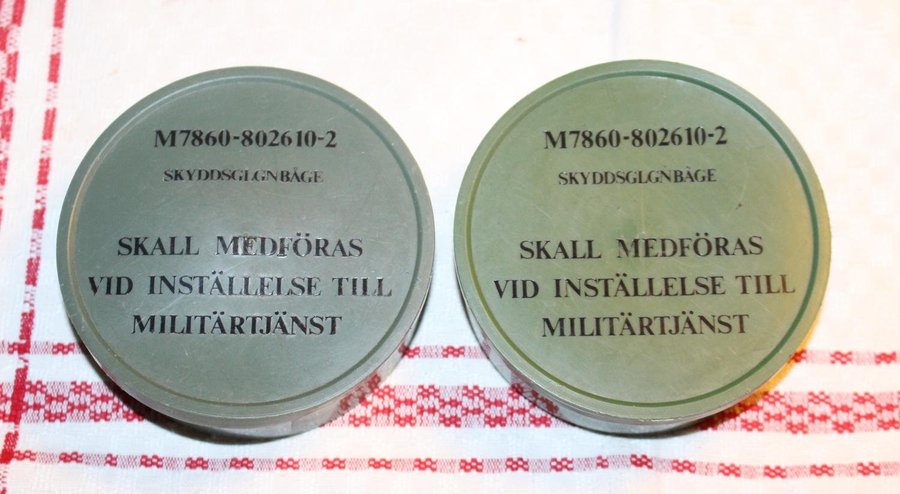 M7860-802610-2
SKYDDSGLGNBÅGE
SKALL MEDFÖRAS
VID INSTÄLLELSE TILL
MILITÄRTJÄNST
M7860-802610-2
SKYDDSGLGNBÅGE
SKALL MEDFÖRAS
VID INSTÄLLELSE TILL
MILITÄRTJÄNST